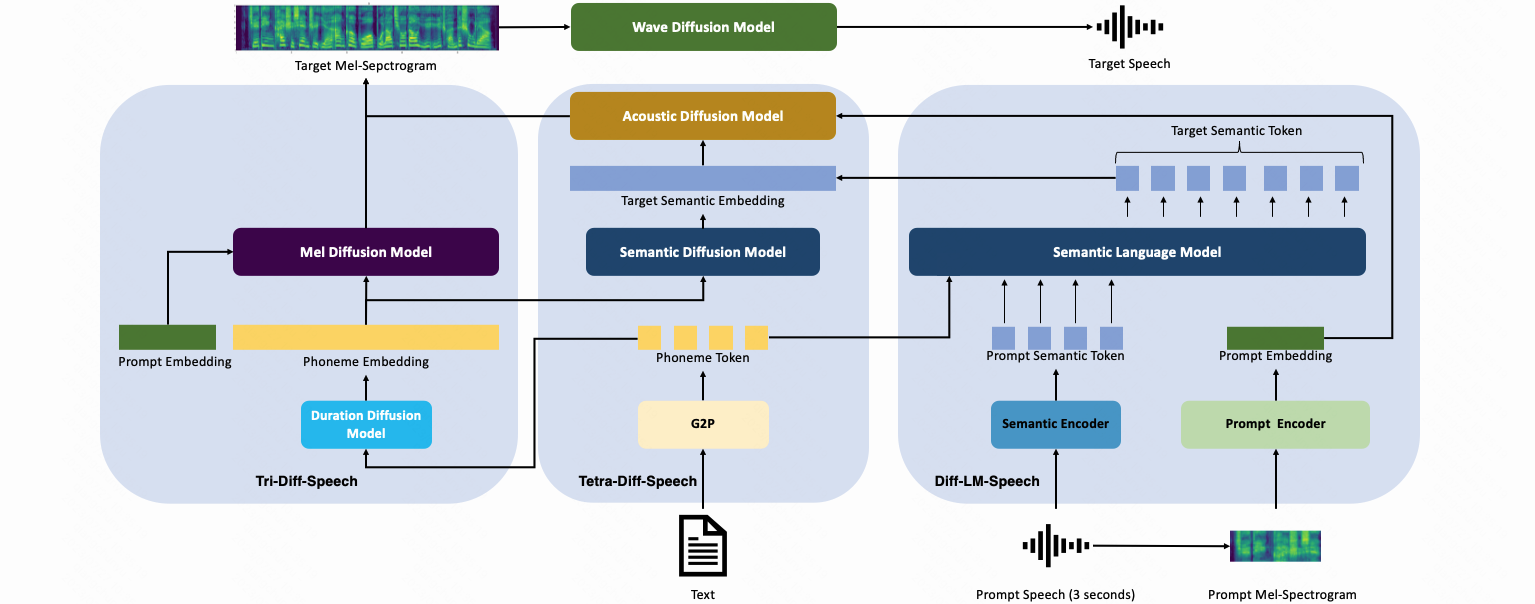 Wave Diffusion Model
Target Mel-Sepctrogram
Target Speech
Acoustic Diffusion Model
Target Semantic Token
Target Semantic Embedding
Mel Diffusion Model
Semantic Diffusion Model
Semantic Language Model
Prompt Embedding
Phoneme Embedding
Phoneme Token
Prompt Semantic Token
Prompt Embedding
Duration Diffusion
Model
G2P
Semantic Encoder
Prompt Encoder
Tri-Diff-Speech
Tetra-Diff-Speech
Diff-LM-Speech
Text
Prompt Speech (3 seconds)
Prompt Mel-Spectrogram